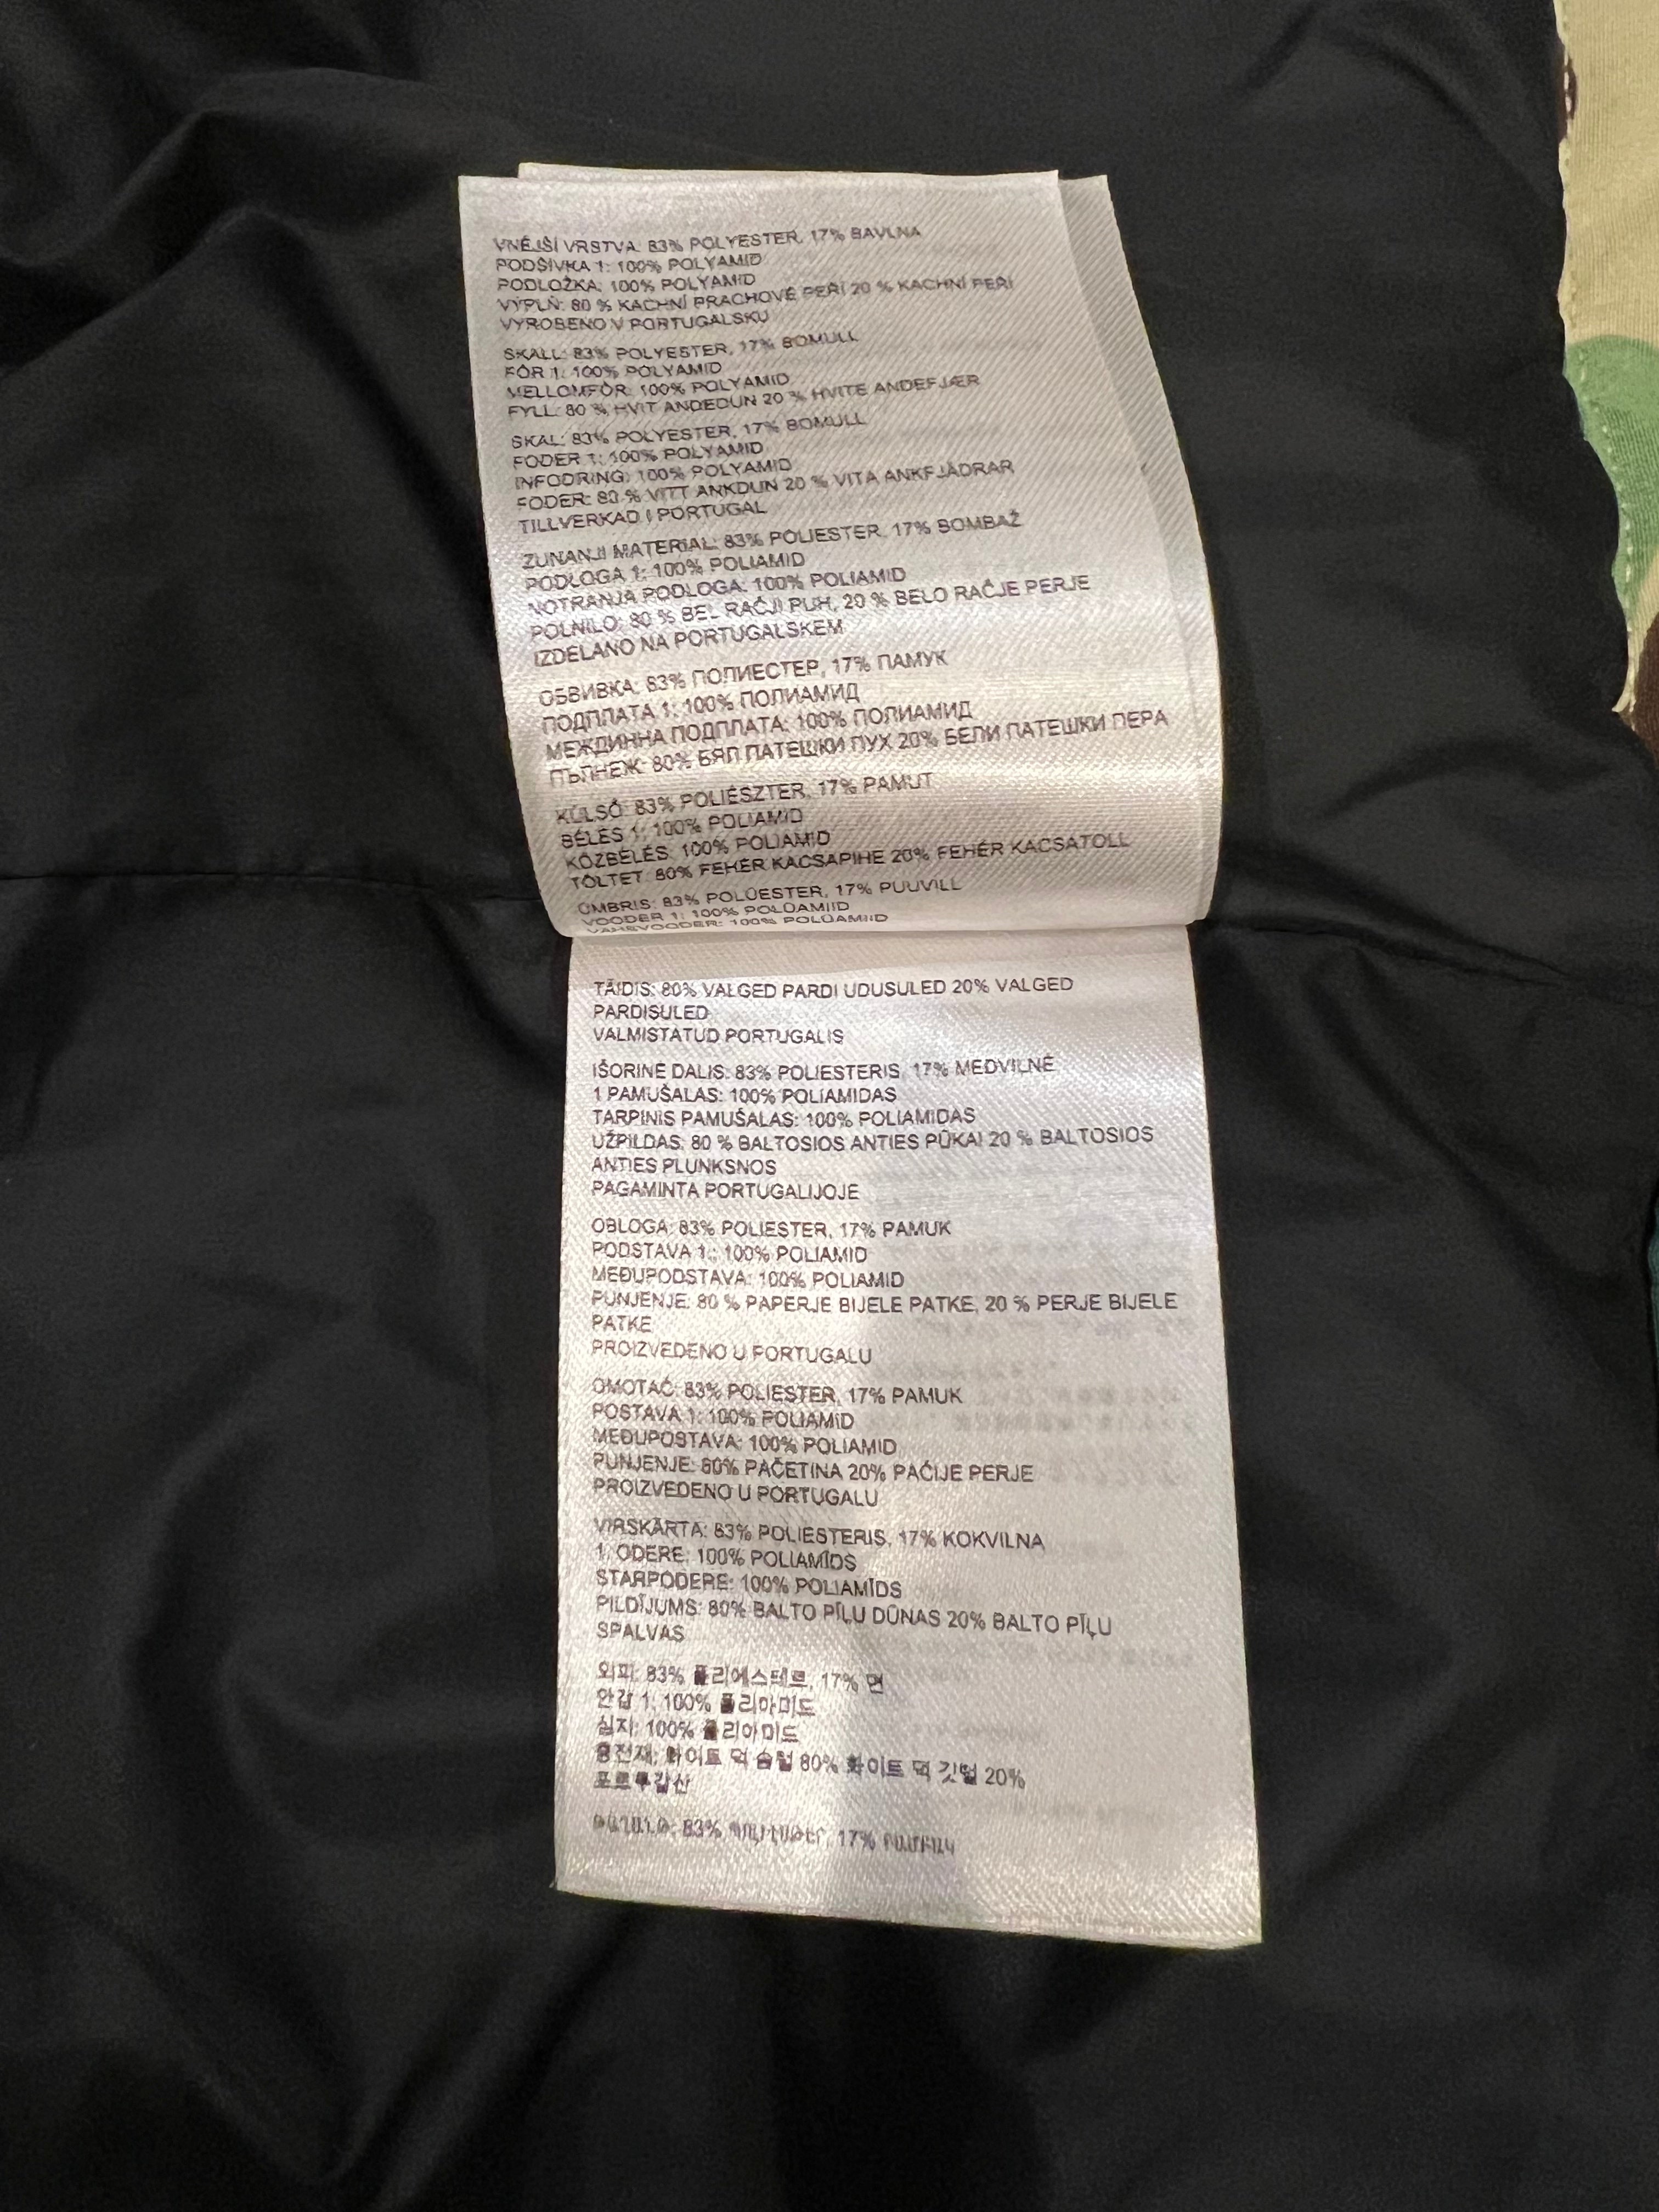 VNĚJŠÍ VRSTVA: 83% POLYESTER, 17% BAVLNA
PODŠÍVKA 1: 100% POLYAMID
PODLOŽKA: 100% POLYAMID
VÝPLŇ: 80 % KACHNÍ PRACHOVÉ PEŘÍ 20 % KACHNÍ PEŘÍ
VYROBENO V PORTUGALSKU
SKALL: 83% POLYESTER, 17% BOMULL
FÔR 1: 100% POLYAMID
MELLOMFÔR: 100% POLYAMID
FYLL: 80 % HVIT ANDEDUN 20 % HVITE ANDEFJÆR
SKAL: 83% POLYESTER, 17% BOMULL
FODER 1: 100% POLYAMID
INFODRING: 100% POLYAMID
FODER: 80 % VITT ANKDUN 20 % VITA ANKFJÄDRAR
TILLVERKAD I PORTUGAL
ZUNANJI MATERIAL: 83% POLIESTER, 17% BOMBAŽ
PODLOGA 1: 100% POLIAMID
NOTRANJA PODLOGA: 100% POLIAMID
POLNILO: 80 % BEL RAČJI PUH, 20 % BELO RAČJE PERJE
IZDELANO NA PORTUGALSKEM
ОБВИВКА: 83% ПОЛИЕСТЕР, 17% ПАМУК
ПОДПЛАТА 1: 100% ПОЛИАМИД
МЕЖДИННА ПОДПЛАТА: 100% ПОЛИАМИД
ПЪЛНЕЖ: 80% БЯЛ ПАТЕШКИ ПУХ 20% БЕЛИ ПАТЕШКИ ПЕРА
KÜLSŐ: 83% POLIÉSZTER, 17% PAMUT
BÉLÉS 1: 100% POLIAMID
KÖZBÉLÉS: 100% POLIAMID
TÖLTET: 80% FEHÉR KACSAPIHE 20% FEHÉR KACSATOLL
ÜMBRIS: 83% POLÜESTER, 17% PUUVILL
VOODER 1: 100% POLÜAMIID
VAHEVOODER: 100% POLÜAMIID
TÄIDIS: 80% VALGED PARDI UDUSULED 20% VALGED
PARDISULED
VALMISTATUD PORTUGALIS
IŠORINĖ DALIS: 83% POLIESTERIS, 17% MEDVILNĖ
1 PAMUŠALAS: 100% POLIAMIDAS
TARPINIS PAMUŠALAS: 100% POLIAMIDAS
UŽPILDAS: 80 % BALTOSIOS ANTIES PŪKAI 20 % BALTOSIOS
ANTIES PLUNKSNOS
PAGAMINTA PORTUGALIJOJE
OBLOGA: 83% POLIESTER, 17% PAMUK
PODSTAVA 1.: 100% POLIAMID
MEĐUPODSTAVA: 100% POLIAMID
PUNJENJE: 80 % PAPERJE BIJELE PATKE, 20 % PERJE BIJELE
PATKE
PROIZVEDENO U PORTUGALU
OMOTAČ: 83% POLIESTER, 17% PAMUK
POSTAVA 1: 100% POLIAMID
MEĐUPOSTAVA: 100% POLIAMID
PUNJENJE: 80% PAČETINA 20% PAČIJE PERJE
PROIZVEDENO U PORTUGALU
VIRSKĀRTA: 83% POLIESTERIS, 17% KOKVILNA
1. ODERE: 100% POLIAMĪDS
STARPODERE: 100% POLIAMĪDS
PILDĪJUMS: 80% BALTO PĪĻU DŪNAS 20% BALTO PĪĻU
SPALVAS
외피: 83% 폴리에스테르, 17% 면
안감 1: 100% 폴리아미드
심지: 100% 폴리아미드
충전재: 화이트 덕 솜털 80% 화이트 덕 깃털 20%
포르투갈산
83% 17%